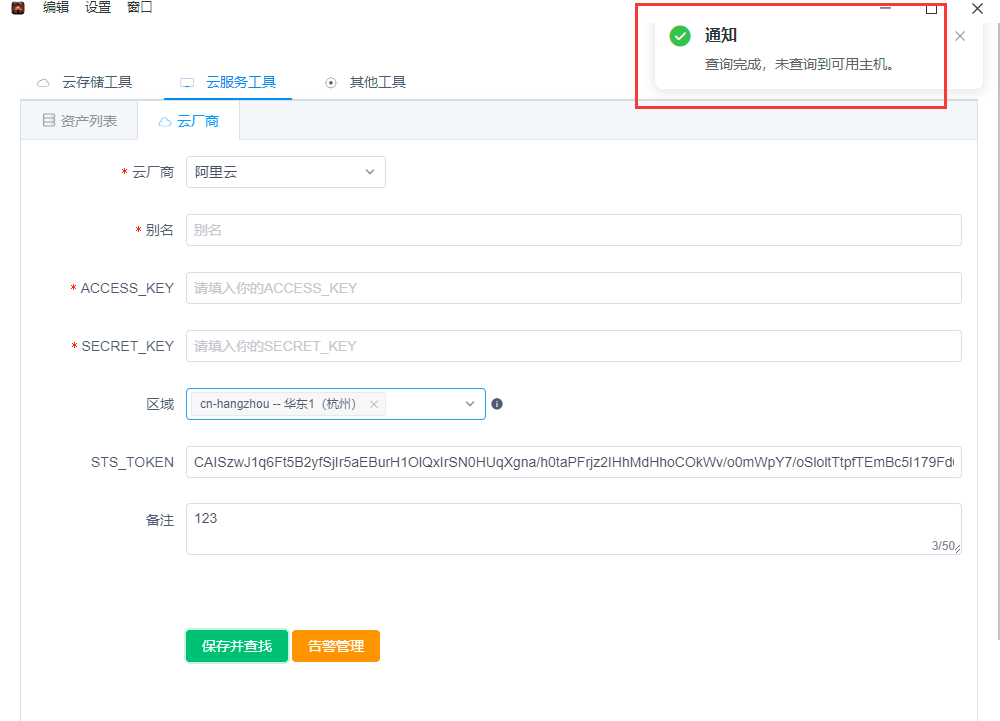 编辑 设置 窗口
通知
查询完成，未查询到可用主机。
云存储工具 云服务工具 其他工具
资产列表 云厂商
* 云厂商 阿里云
* 别名 别名
* ACCESS_KEY 请填入你的ACCESS_KEY
* SECRET_KEY 请填入你的SECRET_KEY
区域 cn-hangzhou -- 华东1（杭州）
STS_TOKEN
备注 123
3/50
保存并查找 告警管理